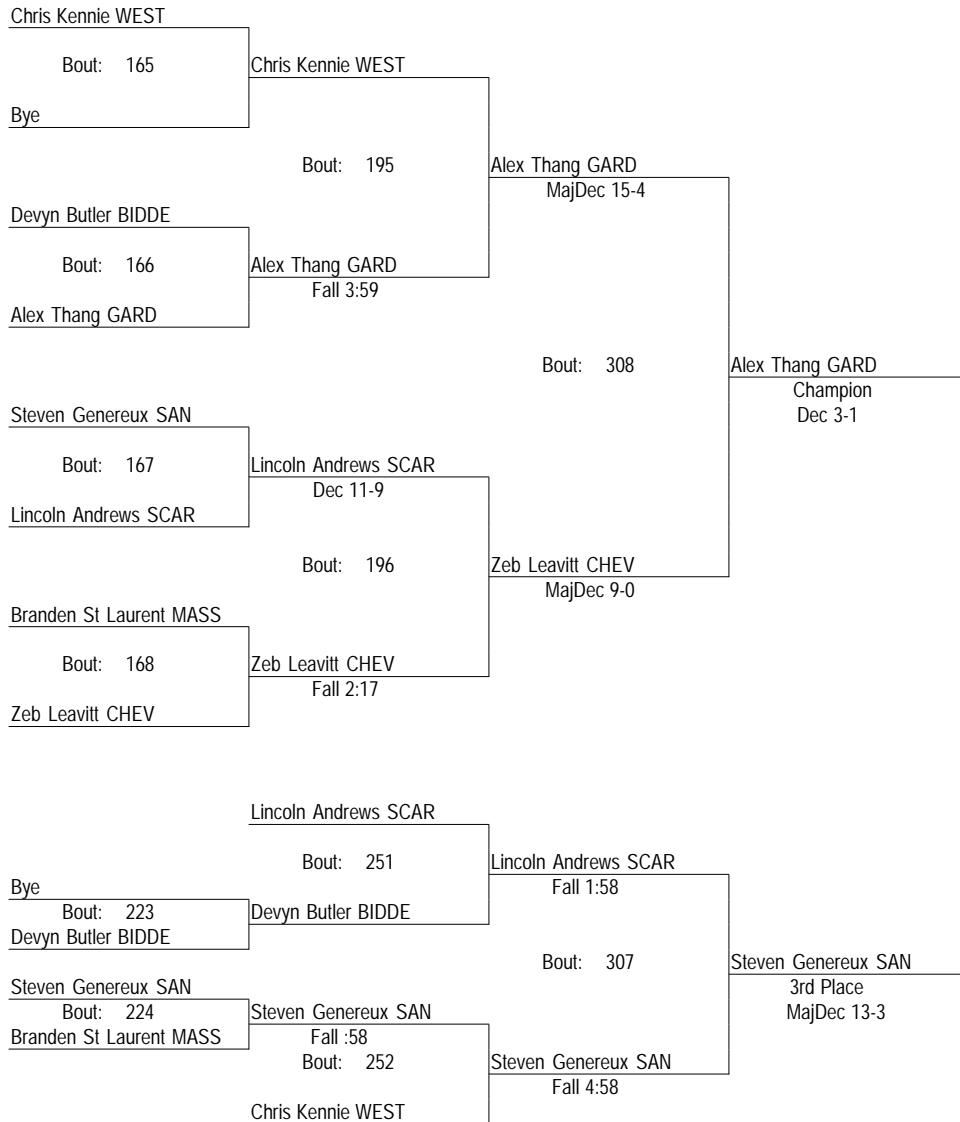 Chris Kennie WEST
Bout: 165
Chris Kennie WEST
Bye
Bout: 195
Alex Thang GARD
MajDec 15-4
Devyn Butler BIDDE
Bout: 166
Alex Thang GARD
Fall 3:59
Alex Thang GARD
Bout: 308
Alex Thang GARD
Champion
Dec 3-1
Steven Genereux SAN
Bout: 167
Lincoln Andrews SCAR
Dec 11-9
Lincoln Andrews SCAR
Bout: 196
Zeb Leavitt CHEV
MajDec 9-0
Branden St Laurent MASS
Bout: 168
Zeb Leavitt CHEV
Fall 2:17
Zeb Leavitt CHEV
Lincoln Andrews SCAR
Bout: 251
Lincoln Andrews SCAR
Fall 1:58
Bye
Bout: 223
Devyn Butler BIDDE
Devyn Butler BIDDE
Bout: 307
Steven Genereux SAN
3rd Place
MajDec 13-3
Steven Genereux SAN
Bout: 224
Steven Genereux SAN
Branden St Laurent MASS
Fall :58
Bout: 252
Steven Genereux SAN
Fall 4:58
Chris Kennie WEST